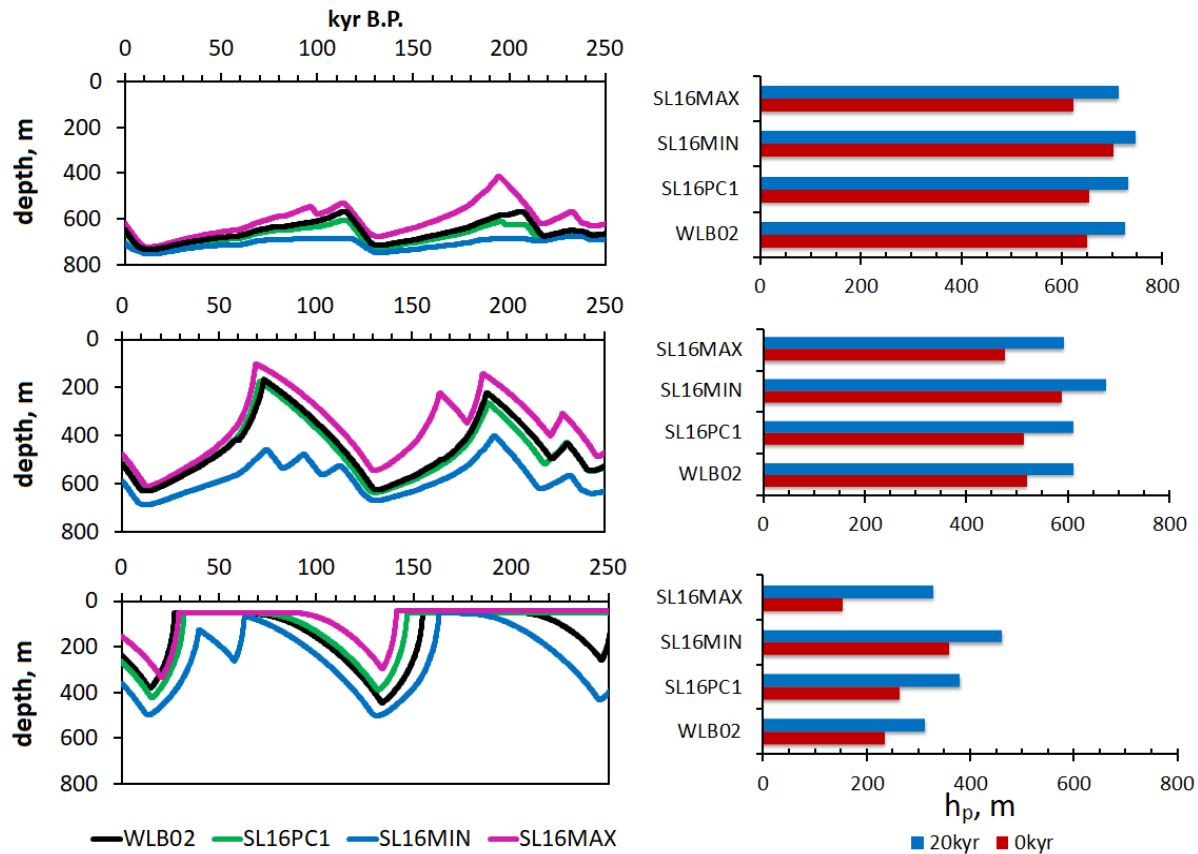 kyr B.P.
0 50 100 150 200 250
0
200
400
600
800
depth, m
SL16MAX
SL16MIN
SL16PC1
WLB02
0 200 400 600 800
0 50 100 150 200 250
0
200
400
600
800
depth, m
SL16MAX
SL16MIN
SL16PC1
WLB02
0 200 400 600 800
0 50 100 150 200 250
0
200
400
600
800
depth, m
SL16MAX
SL16MIN
SL16PC1
WLB02
0 200 400 600 800
hp, m
WLB02 SL16PC1 SL16MIN SL16MAX
20kyr 0kyr